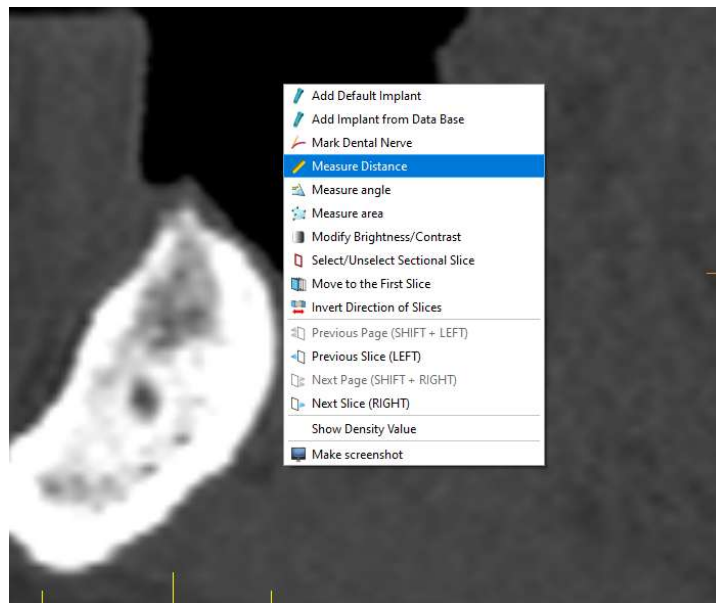 Add Default Implant
Add Implant from Data Base
Mark Dental Nerve
Measure Distance
Measure angle
Measure area
Modify Brightness/Contrast
Select/Unselect Sectional Slice
Move to the First Slice
Invert Direction of Slices
Previous Page (SHIFT + LEFT)
Previous Slice (LEFT)
Next Page (SHIFT + RIGHT)
Next Slice (RIGHT)
Show Density Value
Make screenshot